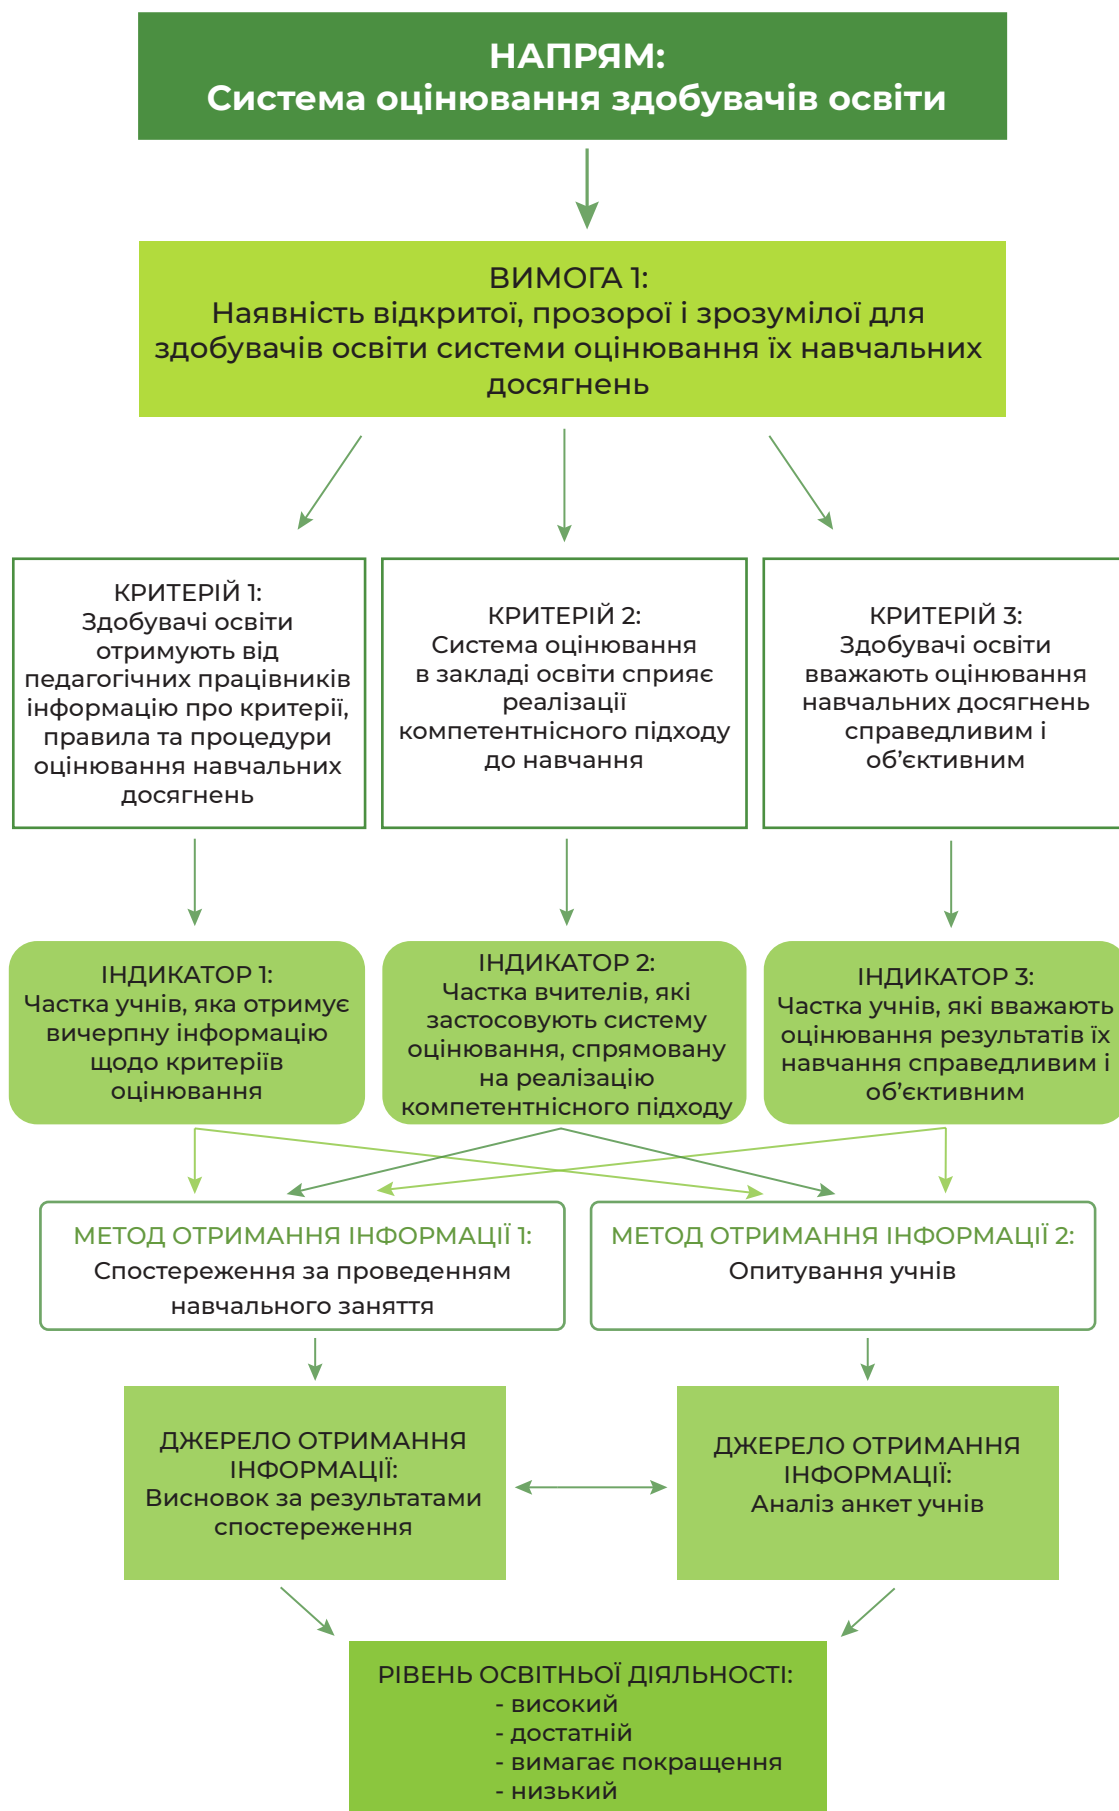 НАПРЯМ:
Система оцінювання здобувачів освіти
ВИМОГА 1:
Наявність відкритої, прозорої і зрозумілої для
здобувачів освіти системи оцінювання їх навчальних
досягнень
КРИТЕРІЙ 1:
Здобувачі освіти
отримують від
педагогічних працівників
інформацію про критерії,
правила та процедури
оцінювання навчальних
досягнень
КРИТЕРІЙ 2:
Система оцінювання
в закладі освіти сприяє
реалізації
компетентнісного підходу
до навчання
КРИТЕРІЙ 3:
Здобувачі освіти
вважають оцінювання
навчальних досягнень
справедливим і
об’єктивним
ІНДИКАТОР 1:
Частка учнів, яка отримує
вичерпну інформацію
щодо критеріїв
оцінювання
ІНДИКАТОР 2:
Частка вчителів, які
застосовують систему
оцінювання, спрямовану
на реалізацію
компетентнісного підходу
ІНДИКАТОР 3:
Частка учнів, які вважають
оцінювання результатів їх
навчання справедливим і
об’єктивним
МЕТОД ОТРИМАННЯ ІНФОРМАЦІЇ 1:
Спостереження за проведенням
навчального заняття
МЕТОД ОТРИМАННЯ ІНФОРМАЦІЇ 2:
Опитування учнів
ДЖЕРЕЛО ОТРИМАННЯ
ІНФОРМАЦІЇ:
Висновок за результатами
спостереження
ДЖЕРЕЛО ОТРИМАННЯ
ІНФОРМАЦІЇ:
Аналіз анкет учнів
РІВЕНЬ ОСВІТНЬОЇ ДІЯЛЬНОСТІ:
- високий
- достатній
- вимагає покращення
- низький